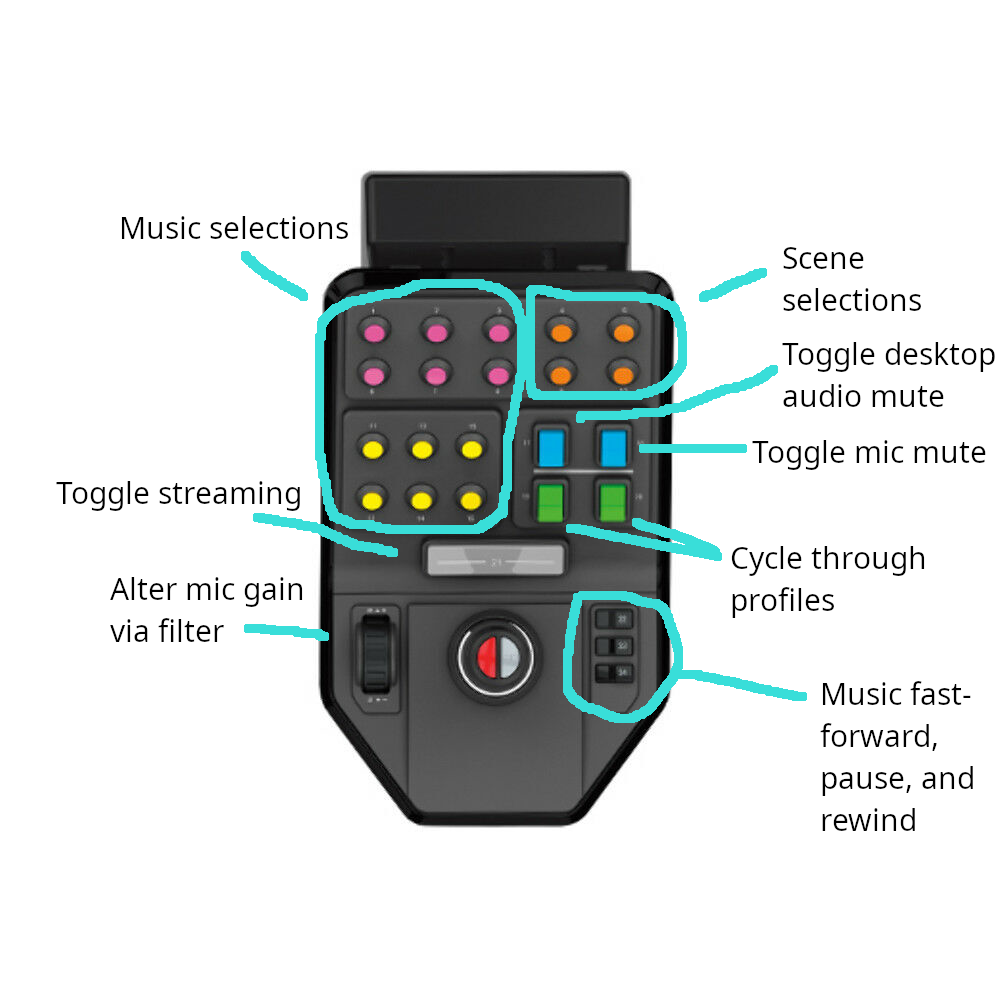 Music selections
Scene
selections
Toggle desktop
audio mute
Toggle mic mute
Toggle streaming
Cycle through
profiles
Alter mic gain
via filter
Music fast-
forward,
pause, and
rewind